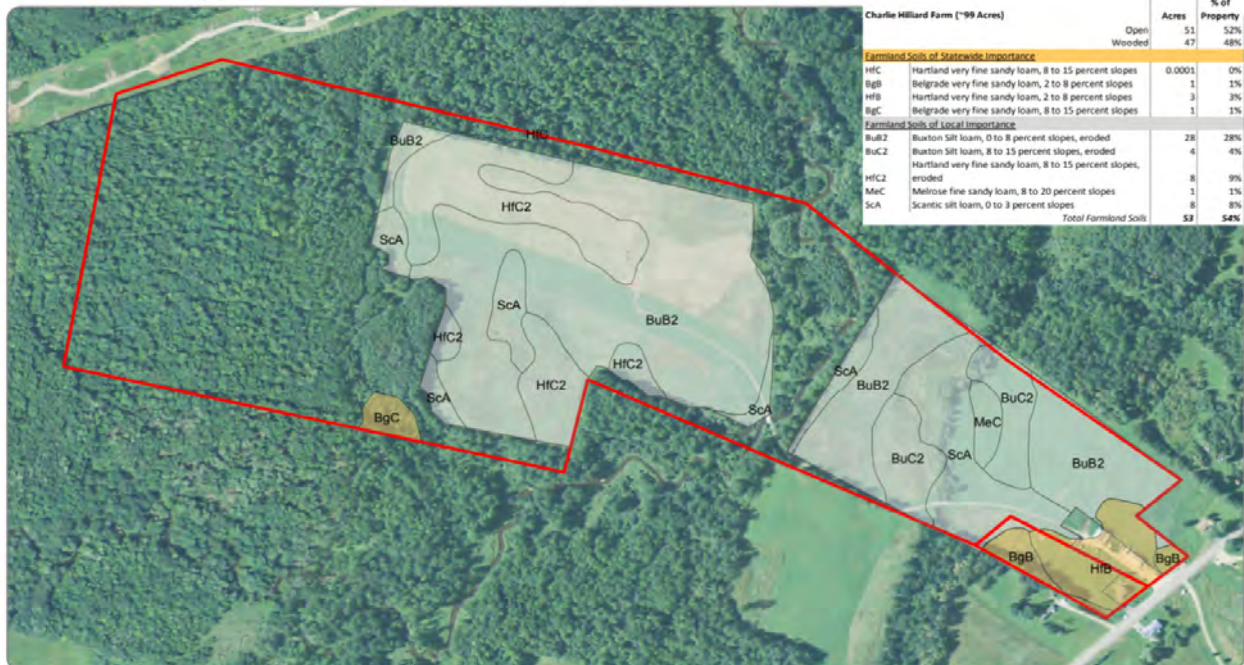 % of
Charlie Hilliard Farm (~99 Acres) Acres Property
Open 51 52%
Wooded 47 48%
Farmland Soils of Statewide Importance
HfC Hartland very fine sandy loam, 8 to 15 percent slopes 0.0001 0%
BgB Belgrade very fine sandy loam, 2 to 8 percent slopes 1 1%
HfB Hartland very fine sandy loam, 2 to 8 percent slopes 3 3%
BgC Belgrade very fine sandy loam, 8 to 15 percent slopes 1 1%
Farmland Soils of Local Importance
BuB2 Buxton Silt loam, 0 to 8 percent slopes, eroded 28 28%
BuC2 Buxton Silt loam, 8 to 15 percent slopes, eroded 4 4%
Hartland very fine sandy loam, 8 to 15 percent slopes,
HfC2 eroded 8 9%
MeC Melrose fine sandy loam, 8 to 20 percent slopes 1 1%
ScA Scantic silt loam, 0 to 3 percent slopes 8 8%
Total Farmland Soils 53 54%
HfC
BuB2
HfC2
ScA
ScA
BuB2
HfC2
HfC2
HfC2
ScA
BgC
ScA
ScA
BuB2
BuC2
MeC
BuC2
ScA
BuB2
BgB
HfB
BgB